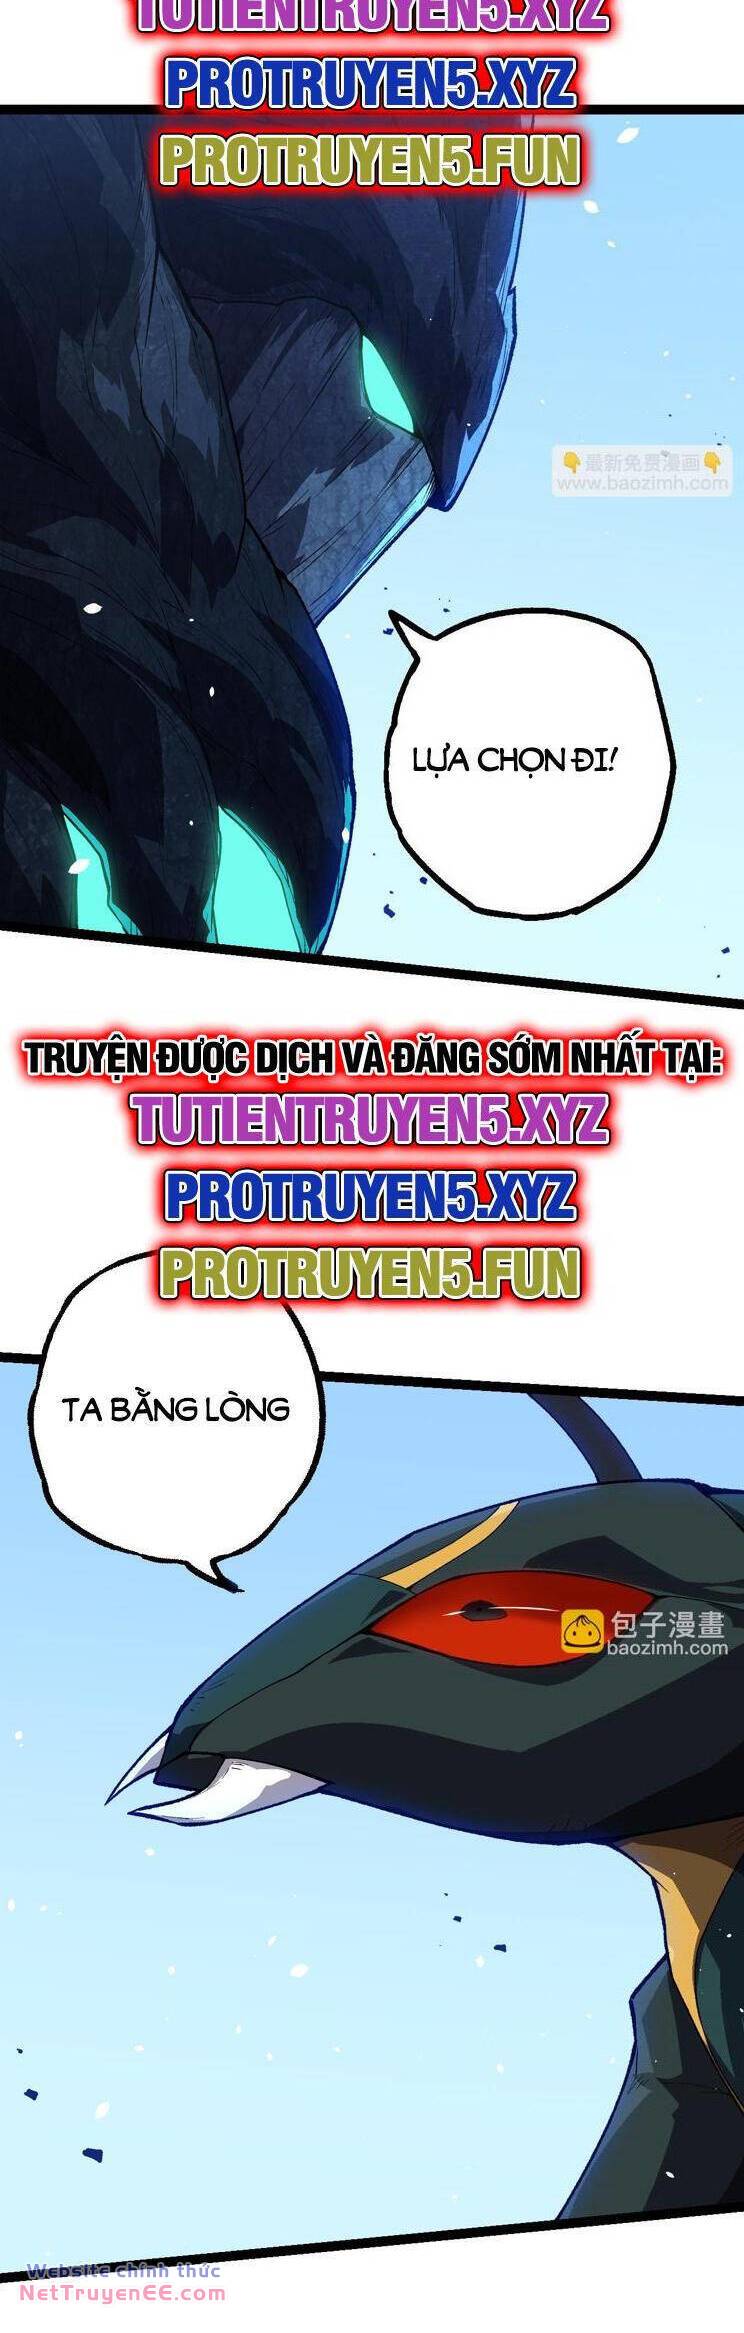 TUTIENTRUYEN5.XYZ
PROTRUYEN5.XYZ
PROTRUYEN5.FUN
👇最新免费漫画👇
www.baozimh.com
LỰA CHỌN ĐI!
TRUYỆN ĐƯỢC DỊCH VÀ ĐĂNG SỚM NHẤT TẠI:
TUTIENTRUYEN5.XYZ
PROTRUYEN5.XYZ
PROTRUYEN5.FUN
TA BẰNG LÒNG
包子漫畫
baozimh.com
Website chính thức
NetTruyenEE.com